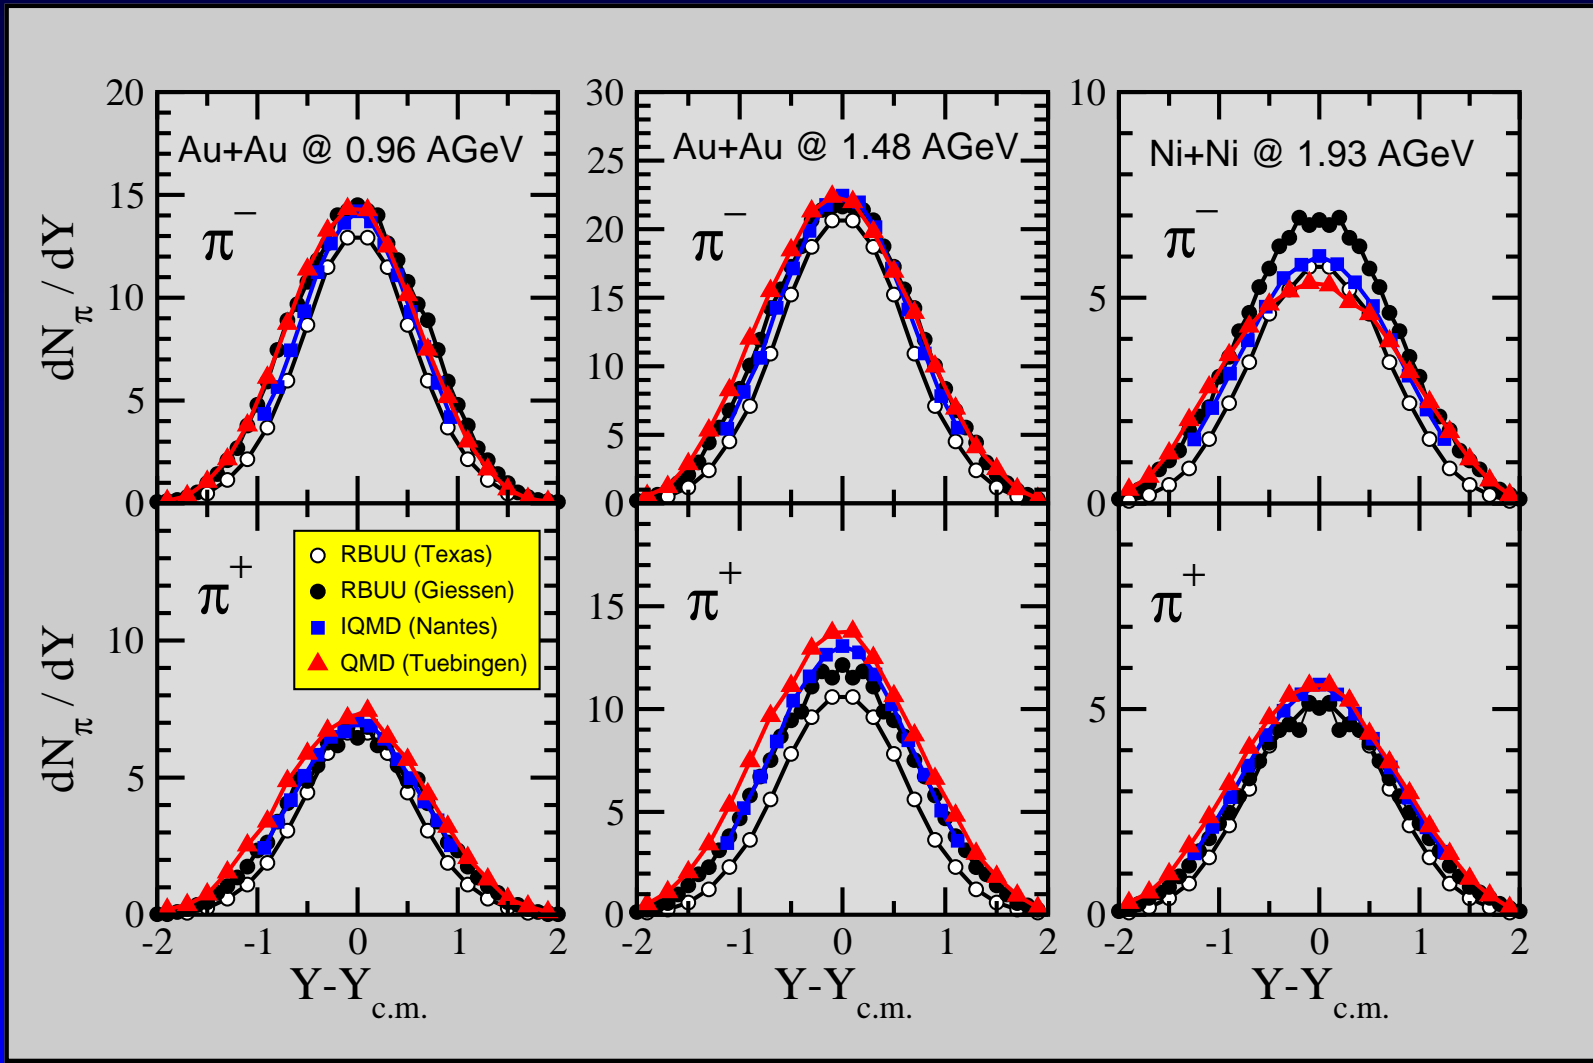 20
15
10
5
0
dN_π / dY
Au+Au @ 0.96 AGeV
π^−
30
25
20
15
10
5
0
Au+Au @ 1.48 AGeV
π^−
10
5
0
Ni+Ni @ 1.93 AGeV
π^−
10
5
0
dN_π / dY
π^+
RBUU (Texas)
RBUU (Giessen)
IQMD (Nantes)
QMD (Tuebingen)
-2 -1 0 1 2
Y-Y_c.m.
15
10
5
0
π^+
-2 -1 0 1 2
Y-Y_c.m.
5
0
π^+
-2 -1 0 1 2
Y-Y_c.m.